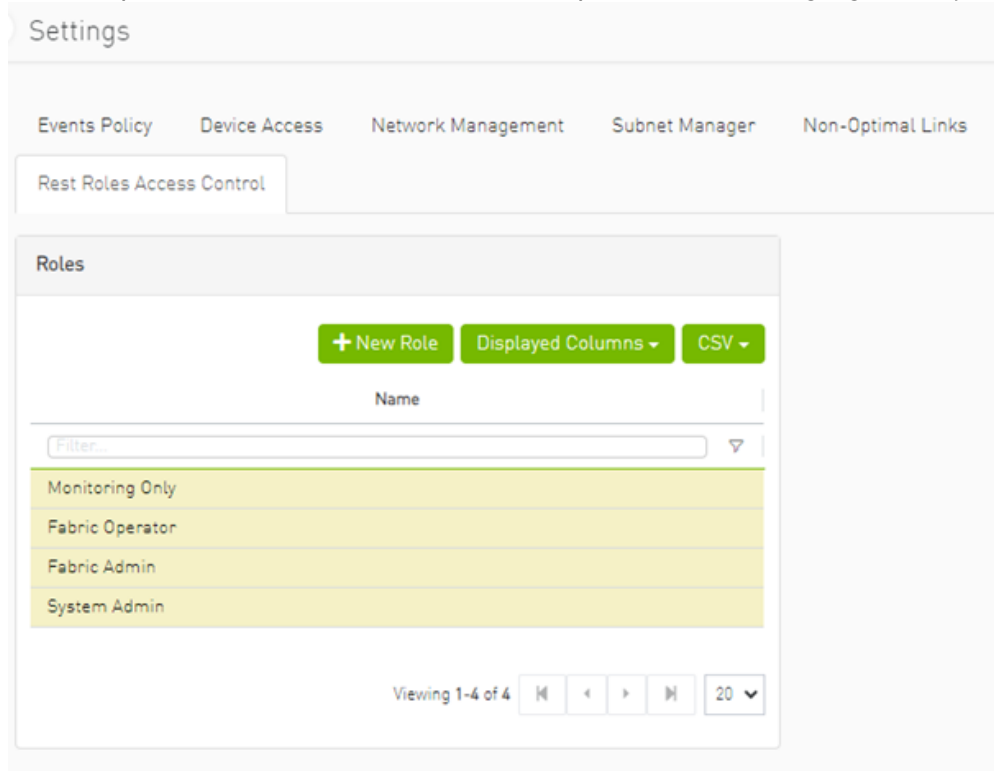 Settings
Events Policy Device Access Network Management Subnet Manager Non-Optimal Links
Rest Roles Access Control
Roles
+ New Role Displayed Columns CSV
Name
Filter...
Monitoring Only
Fabric Operator
Fabric Admin
System Admin
Viewing 1-4 of 4 20